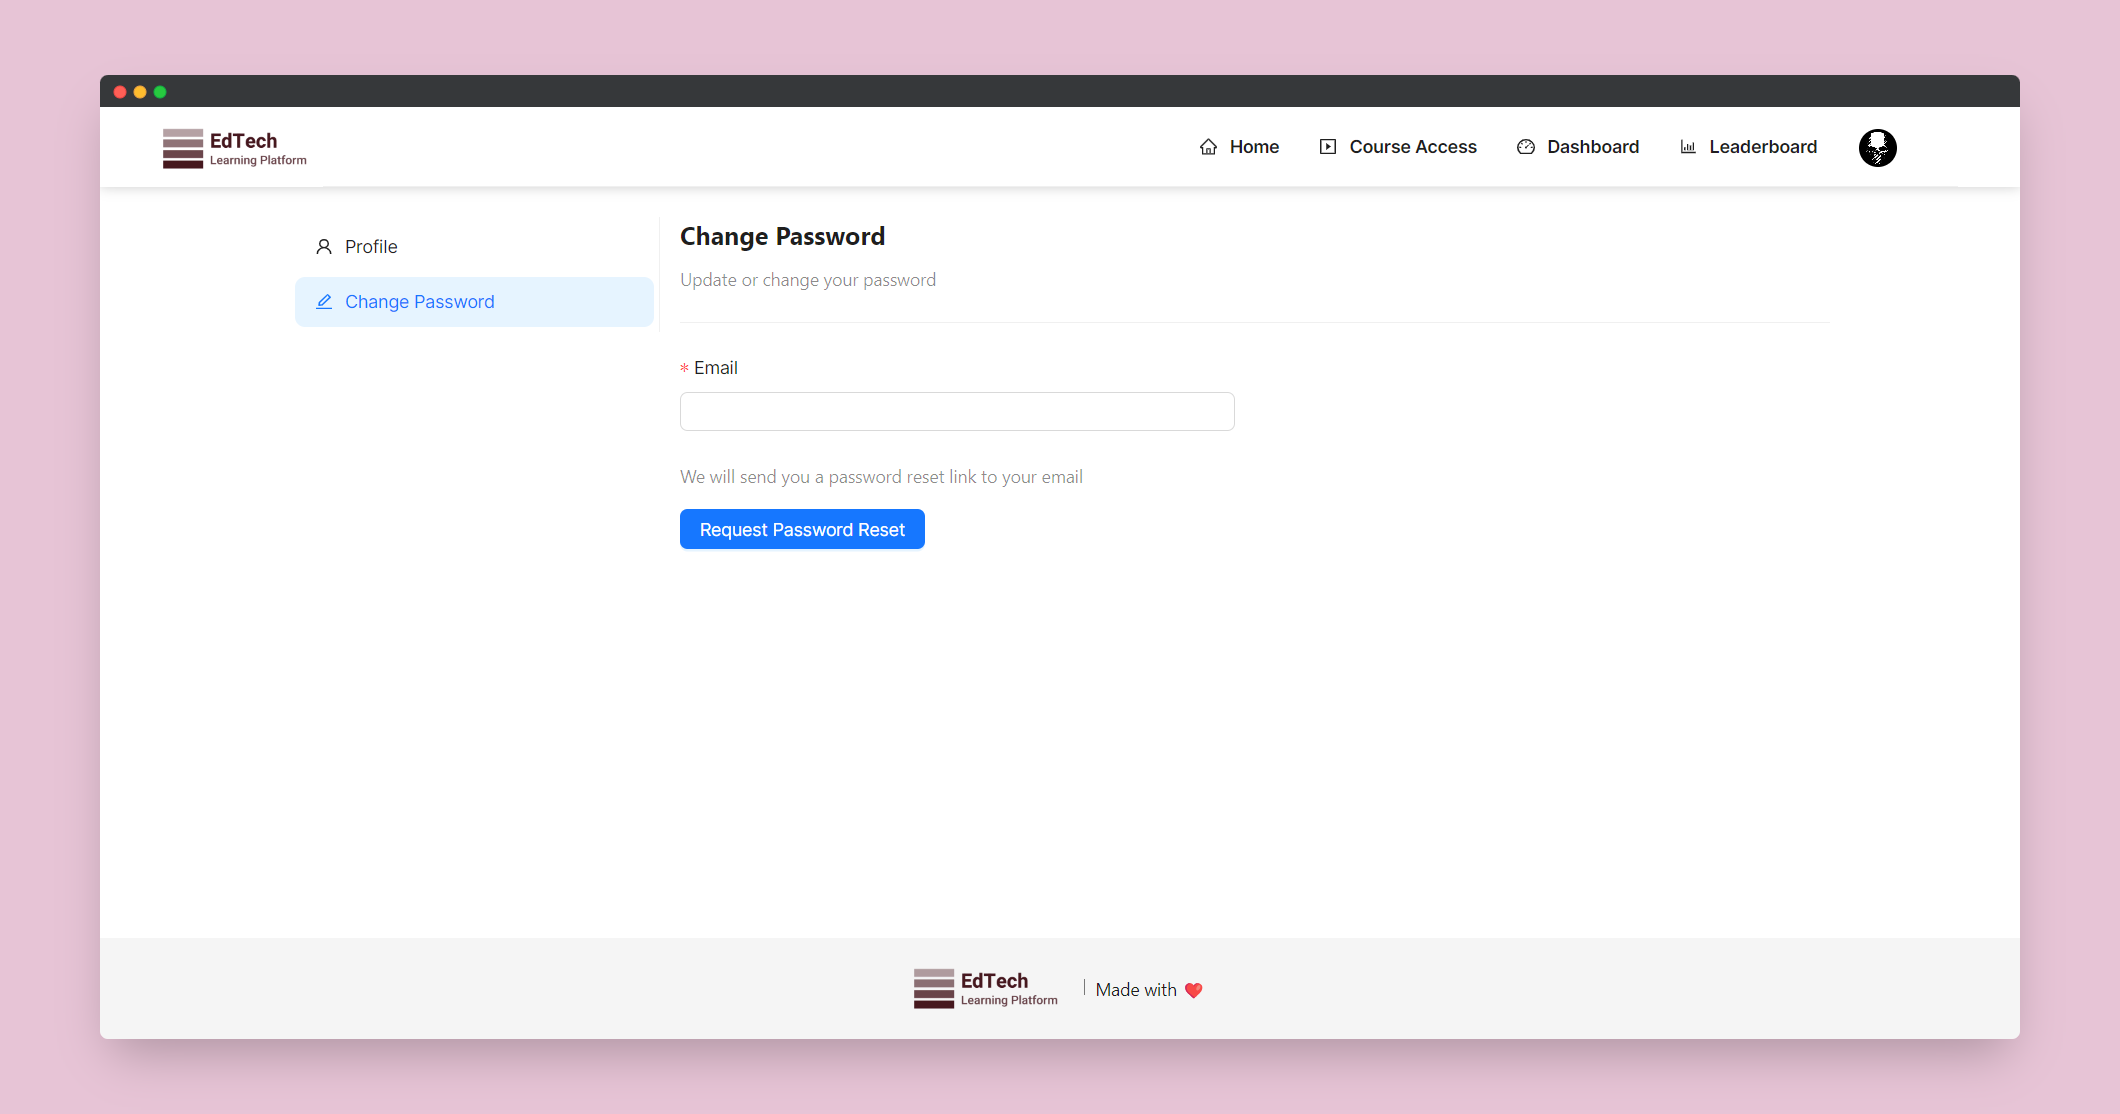 EdTech
Learning Platform
Home
Course Access
Dashboard
Leaderboard
Profile
Change Password
Change Password
Update or change your password
* Email
We will send you a password reset link to your email
Request Password Reset
EdTech
Learning Platform
| Made with ❤️